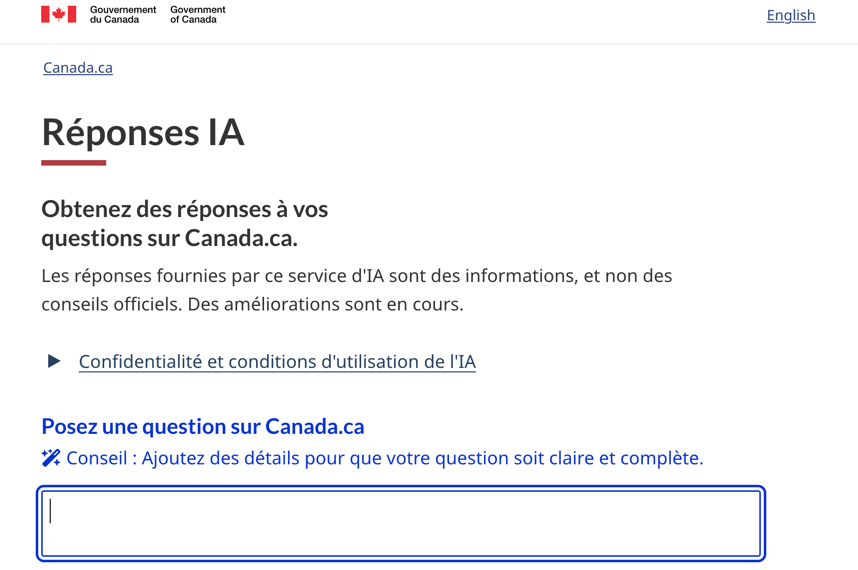 Gouvernement du Canada
Government of Canada
English
Canada.ca
Réponses IA
Obtenez des réponses à vos
questions sur Canada.ca.
Les réponses fournies par ce service d'IA sont des informations, et non des
conseils officiels. Des améliorations sont en cours.
Confidentialité et conditions d'utilisation de l'IA
Posez une question sur Canada.ca
Conseil : Ajoutez des détails pour que votre question soit claire et complète.